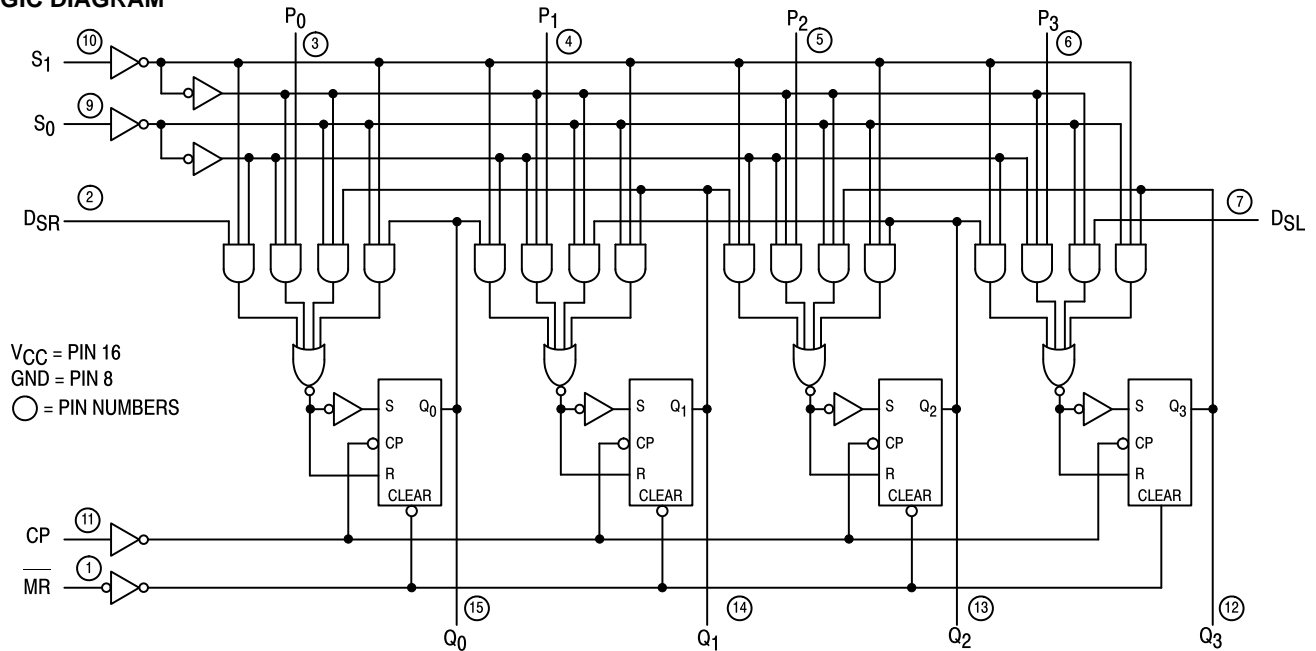 GIC DIAGRAM
P0 P1 P2 P3
3 4 5 6
S1 10
S0 9
DSR 2
7 DSL
VCC = PIN 16
GND = PIN 8
○ = PIN NUMBERS
S Q0 S Q1 S Q2 S Q3
CP CP CP CP
R R R R
CLEAR CLEAR CLEAR CLEAR
CP 11
MR 1
15 14 13 12
Q0 Q1 Q2 Q3